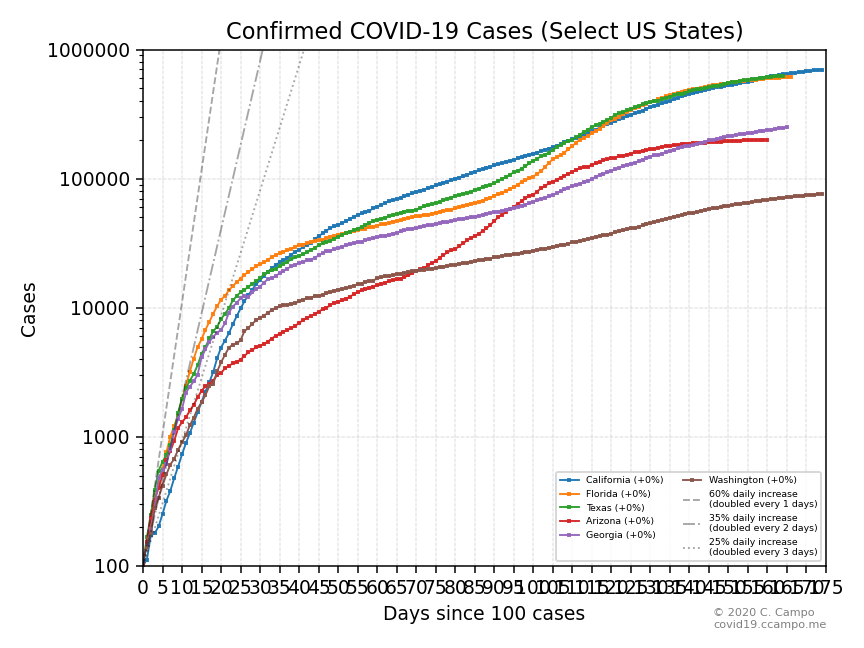 Confirmed COVID-19 Cases (Select US States)
1000000
100000
10000
1000
100
Cases
California (+0%)
Florida (+0%)
Texas (+0%)
Arizona (+0%)
Georgia (+0%)
Washington (+0%)
60% daily increase
(doubled every 1 days)
35% daily increase
(doubled every 2 days)
25% daily increase
(doubled every 3 days)
0 5 10 15 20 25 30 35 40 45 50 55 60 65 70 75 80 85 90 95 100 105 110 115 120 125 130 135 140 145 150 155 160 165 170 175
Days since 100 cases
© 2020 C. Campo
covid19.ccampo.me